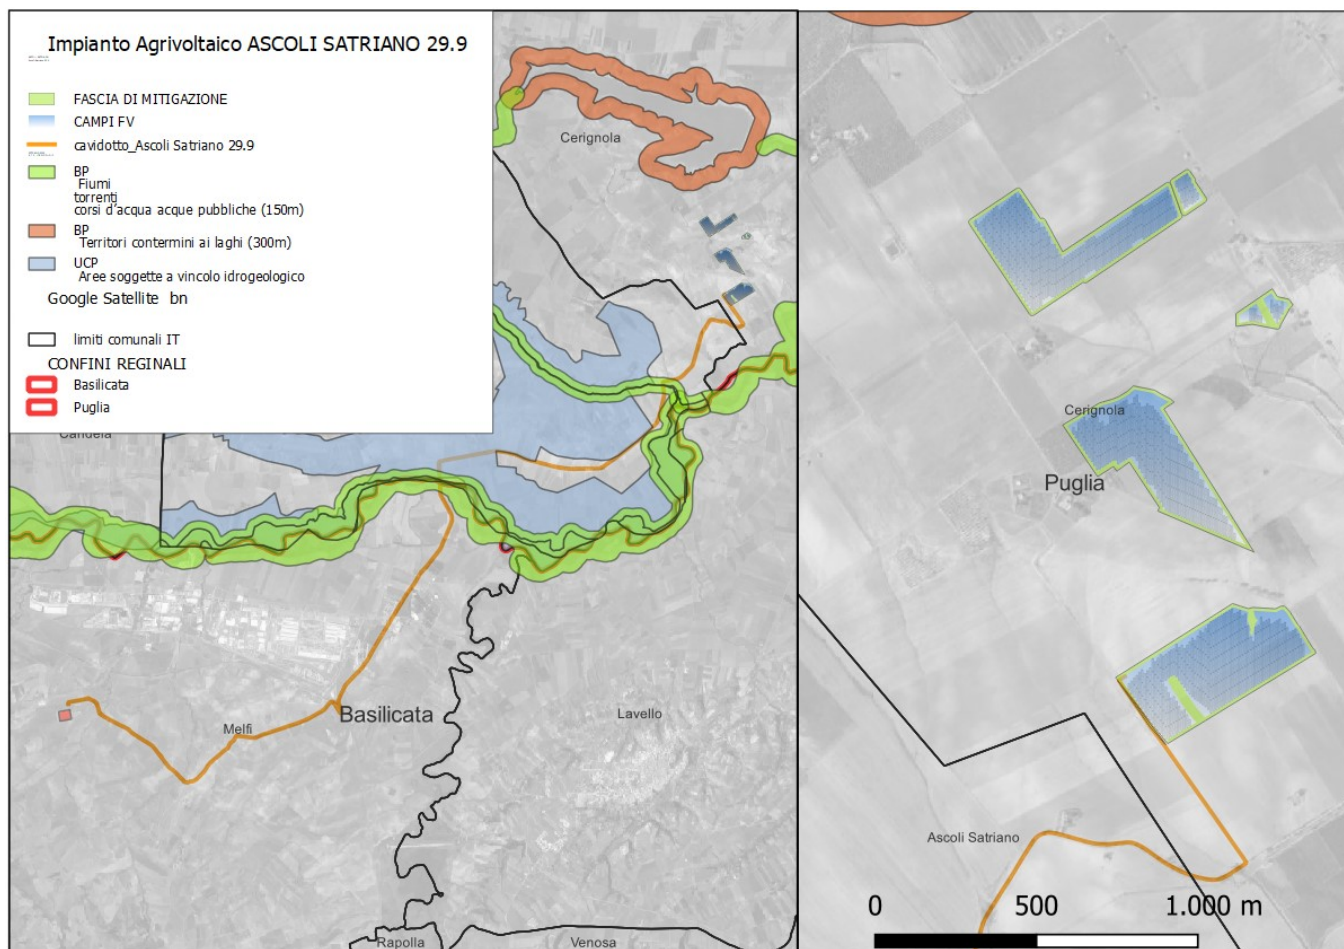 Impianto Agrivoltaico ASCOLI SATRIANO 29.9
FASCIA DI MITIGAZIONE
CAMPI FV
cavidotto_Ascoli Satriano 29.9
BP
Fiumi
torrenti
corsi d'acqua acque pubbliche (150m)
BP
Territori contermini ai laghi (300m)
UCP
Aree soggette a vincolo idrogeologico
Google Satellite bn
limiti comunali IT
CONFINI REGINALI
Basilicata
Puglia
Candela
Cerignola
Melfi
Basilicata
Lavello
Rapolla
Venosa
Cerignola
Puglia
Ascoli Satriano
0 500 1.000 m